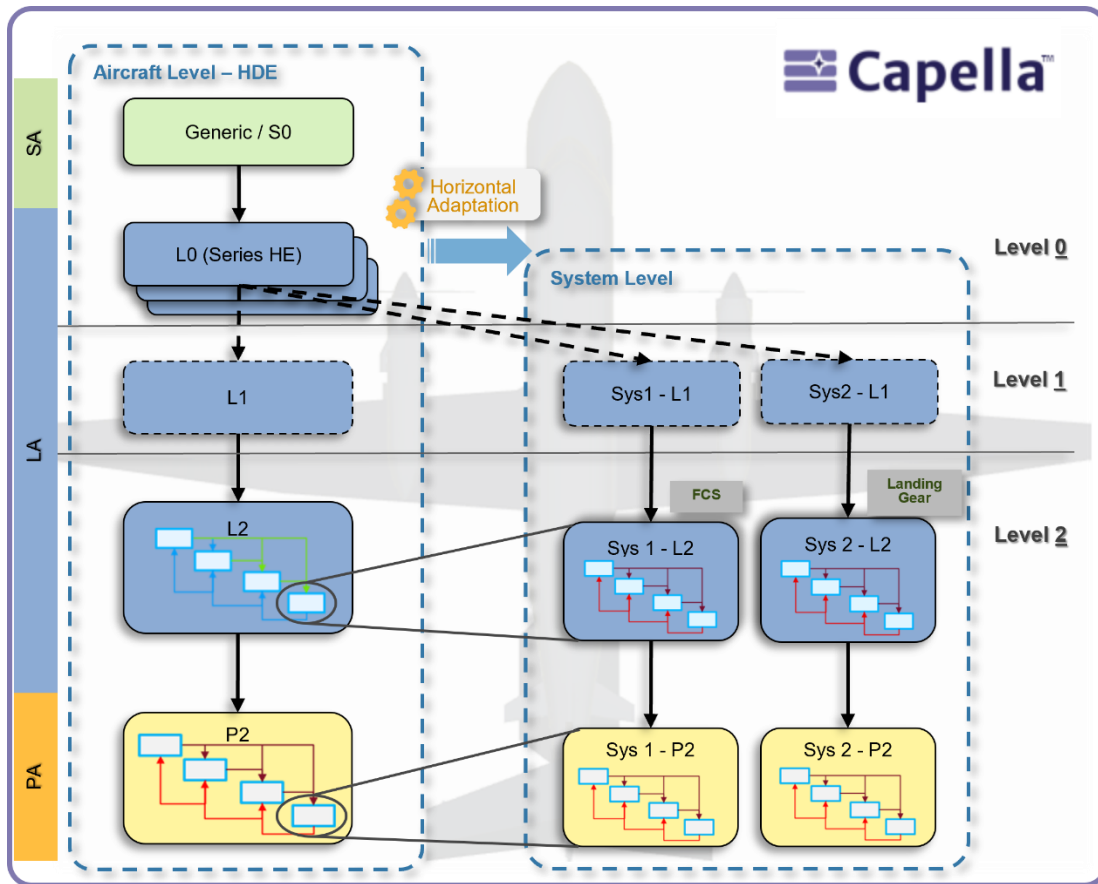 Aircraft Level – HDE
Capella™
SA
Generic / S0
Horizontal
Adaptation
L0 (Series HE)
Level 0
System Level
LA
L1
Sys1 - L1
Sys2 - L1
Level 1
FCS
Landing
Gear
L2
Sys 1 - L2
Sys 2 - L2
Level 2
PA
P2
Sys 1 - P2
Sys 2 - P2